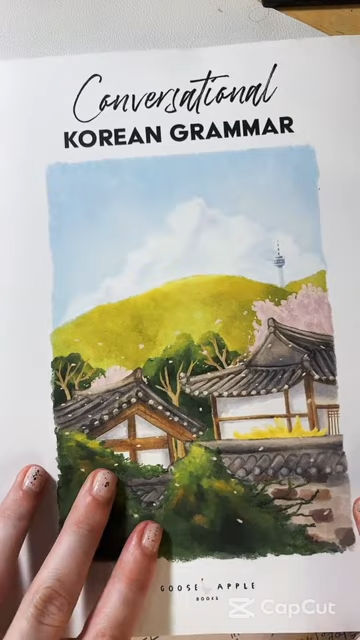 Conversational
KOREAN GRAMMAR
GOOSE APPLE
BOOKS
CapCut